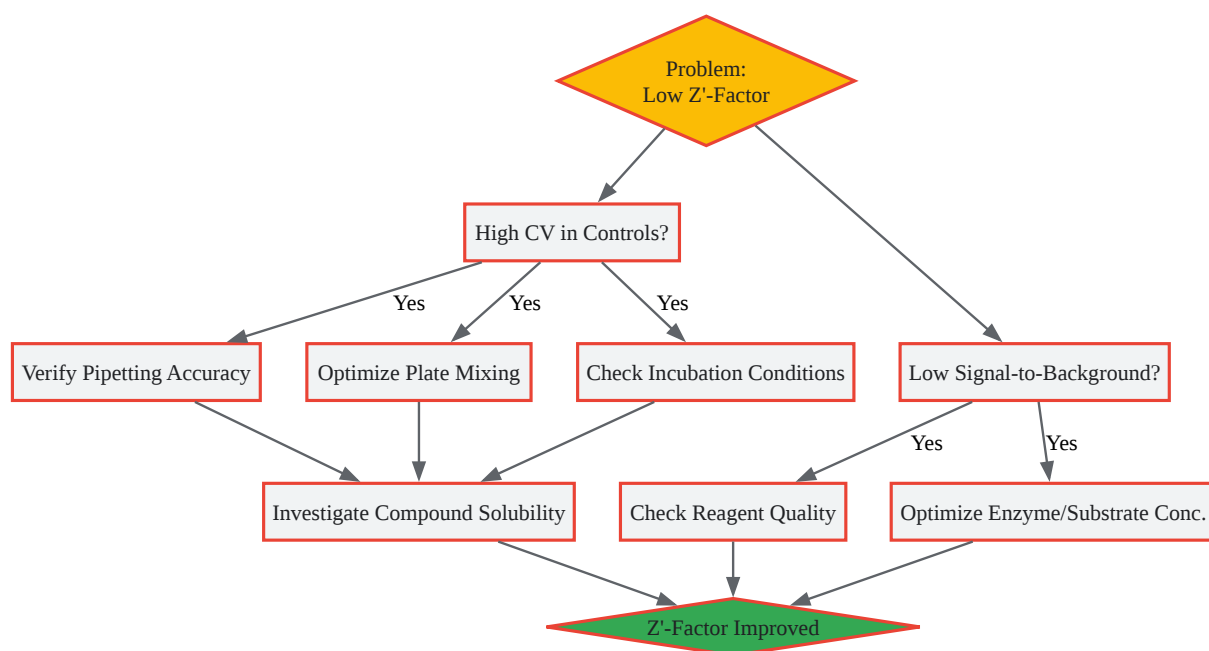 Problem:
Low Z'-Factor
High CV in Controls?
Yes
Yes
Yes
Verify Pipetting Accuracy
Optimize Plate Mixing
Check Incubation Conditions
Low Signal-to-Background?
Yes
Yes
Investigate Compound Solubility
Check Reagent Quality
Optimize Enzyme/Substrate Conc.
Z'-Factor Improved